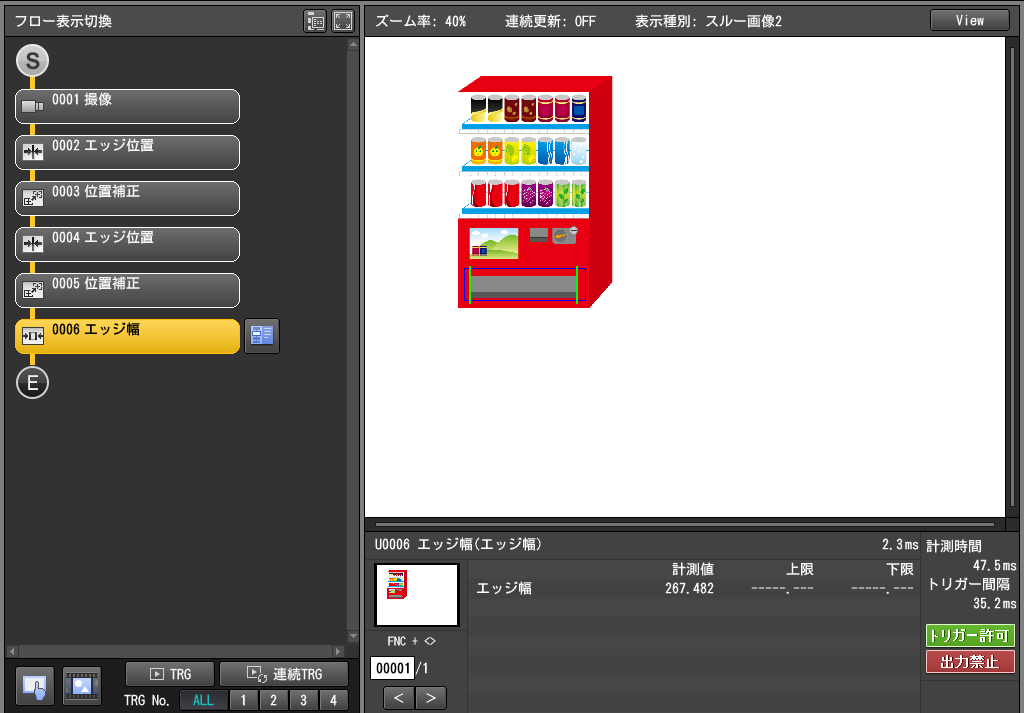 フロー表示切換
S
0001 撮像
0002 エッジ位置
0003 位置補正
0004 エッジ位置
0005 位置補正
0006 エッジ幅
E
TRG 連続TRG
TRG No. ALL 1 2 3 4
ズーム率: 40% 連続更新: OFF 表示種別: スルー画像2 View
U0006 エッジ幅(エッジ幅) 2.3ms
計測値 上限 下限
エッジ幅 267.482 -----.--- -----.---
FNC + <>
00001/1
< >
計測時間
47.5ms
トリガー間隔
35.2ms
トリガー許可
出力禁止